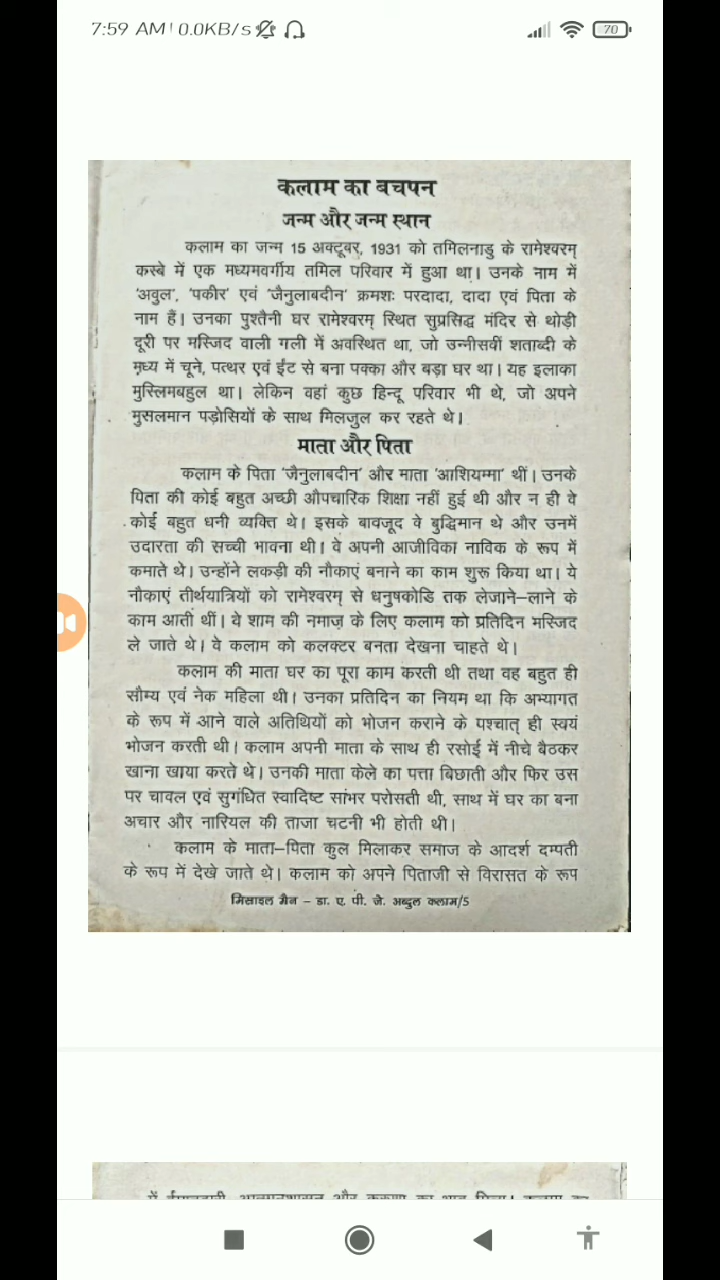 7:59 AM 0.0KB/s
70
कलाम का बचपन
जन्म और जन्म स्थान
कलाम का जन्म 15 अक्टूबर, 1931 को तमिलनाडु के रामेश्वरम्
कस्बे में एक मध्यमवर्गीय तमिल परिवार में हुआ था। उनके नाम में
'अवुल', 'पकीर' एवं 'जैनुलाबदीन' क्रमशः परदादा, दादा एवं पिता के
नाम हैं। उनका पुश्तैनी घर रामेश्वरम् स्थित सुप्रसिद्व मंदिर से थोड़ी
दूरी पर मस्जिद वाली गली में अवस्थित था, जो उन्नीसवीं शताब्दी के
मध्य में चूने, पत्थर एवं ईंट से बना पक्का और बड़ा घर था। यह इलाका
मुस्लिमबहुल था। लेकिन वहां कुछ हिन्दू परिवार भी थे, जो अपने
मुसलमान पड़ोसियों के साथ मिलजुल कर रहते थे।
माता और पिता
कलाम के पिता 'जैनुलाबदीन' और माता 'आशियम्मा' थीं। उनके
पिता की कोई बहुत अच्छी औपचारिक शिक्षा नहीं हुई थी और न ही वे
कोई बहुत धनी व्यक्ति थे। इसके बावजूद वे बुद्धिमान थे और उनमें
उदारता की सच्ची भावना थी। वे अपनी आजीविका नाविक के रूप में
कमाते थे। उन्होंने लकड़ी की नौकाएं बनाने का काम शुरू किया था। ये
नौकाएं तीर्थयात्रियों को रामेश्वरम् से धनुषकोडि तक लेजाने-लाने के
काम आती थीं। वे शाम की नमाज़ के लिए कलाम को प्रतिदिन मस्जिद
ले जाते थे। वे कलाम को कलक्टर बनता देखना चाहते थे।
कलाम की माता घर का पूरा काम करती थी तथा वह बहुत ही
सौम्य एवं नेक महिला थी। उनका प्रतिदिन का नियम था कि अभ्यागत
के रूप में आने वाले अतिथियों को भोजन कराने के पश्चात् ही स्वयं
भोजन करती थी। कलाम अपनी माता के साथ ही रसोई में नीचे बैठकर
खाना खाया करते थे। उनकी माता केले का पत्ता बिछाती और फिर उस
पर चावल एवं सुगंधित स्वादिष्ट सांभर परोसती थी, साथ में घर का बना
अचार और नारियल की ताजा चटनी भी होती थी।
कलाम के माता-पिता कुल मिलाकर समाज के आदर्श दम्पती
के रूप में देखे जाते थे। कलाम को अपने पिताजी से विरासत के रूप
मिसाइल मैन - डा. ए. पी. जे. अब्दुल कलाम/5